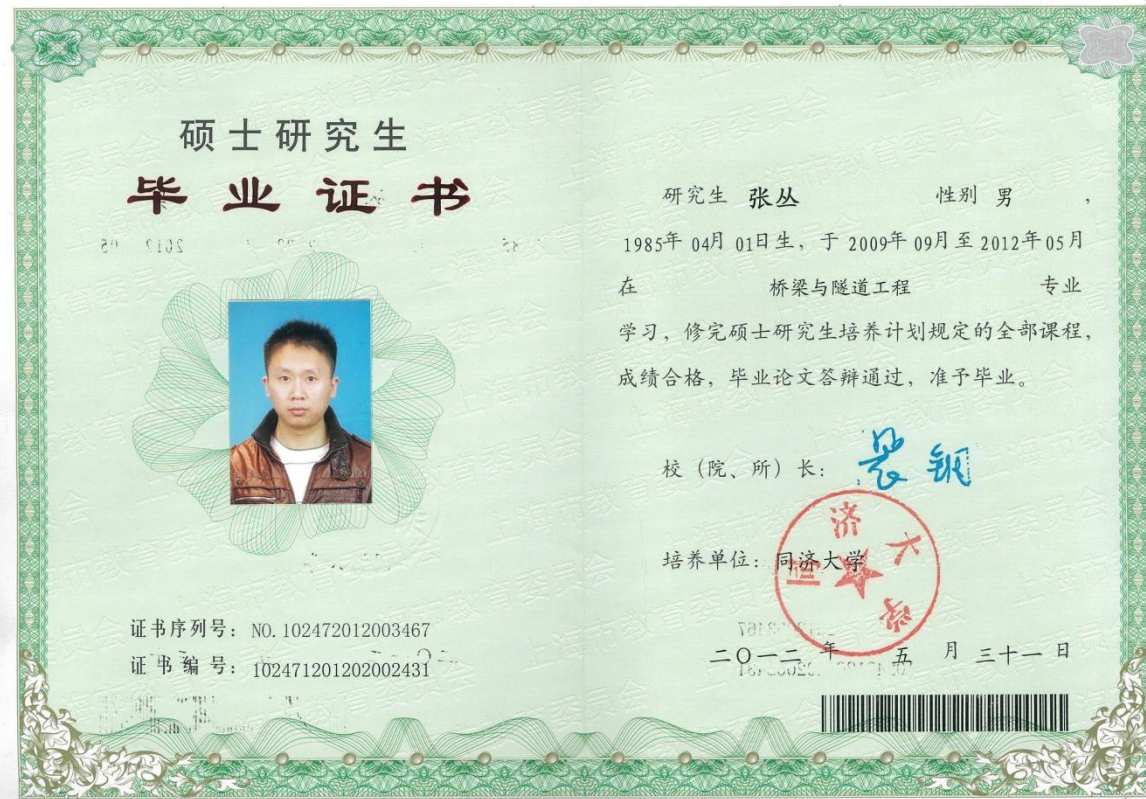 硕士研究生
毕业证书
证书序列号：NO.102472012003467
证书编号：102471201202002431
研究生 张丛 性别 男 ，
1985年 04月 01日生，于 2009年 09月至 2012年 05月
在 桥梁与隧道工程 专业
学习，修完硕士研究生培养计划规定的全部课程，
成绩合格，毕业论文答辩通过，准予毕业。
校（院、所）长：
培养单位：同济大学
同济大学
二〇一二 年 五 月 三十一 日